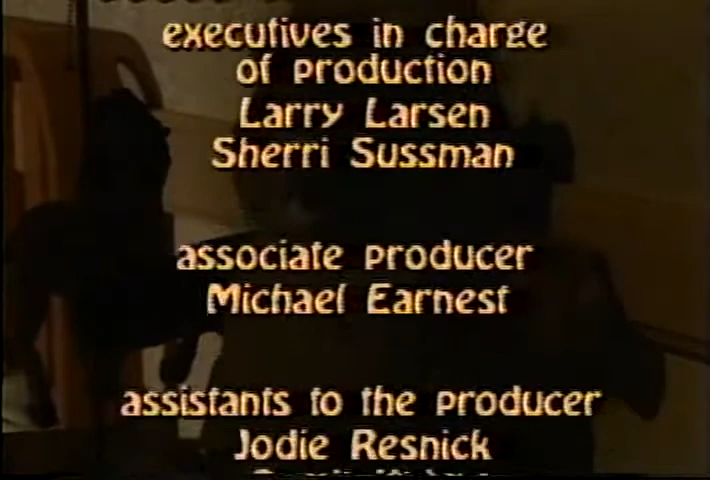 executives in charge
of production
Larry Larsen
Sherri Sussman
associate producer
Michael Earnest
assistants to the producer
Jodie Resnick